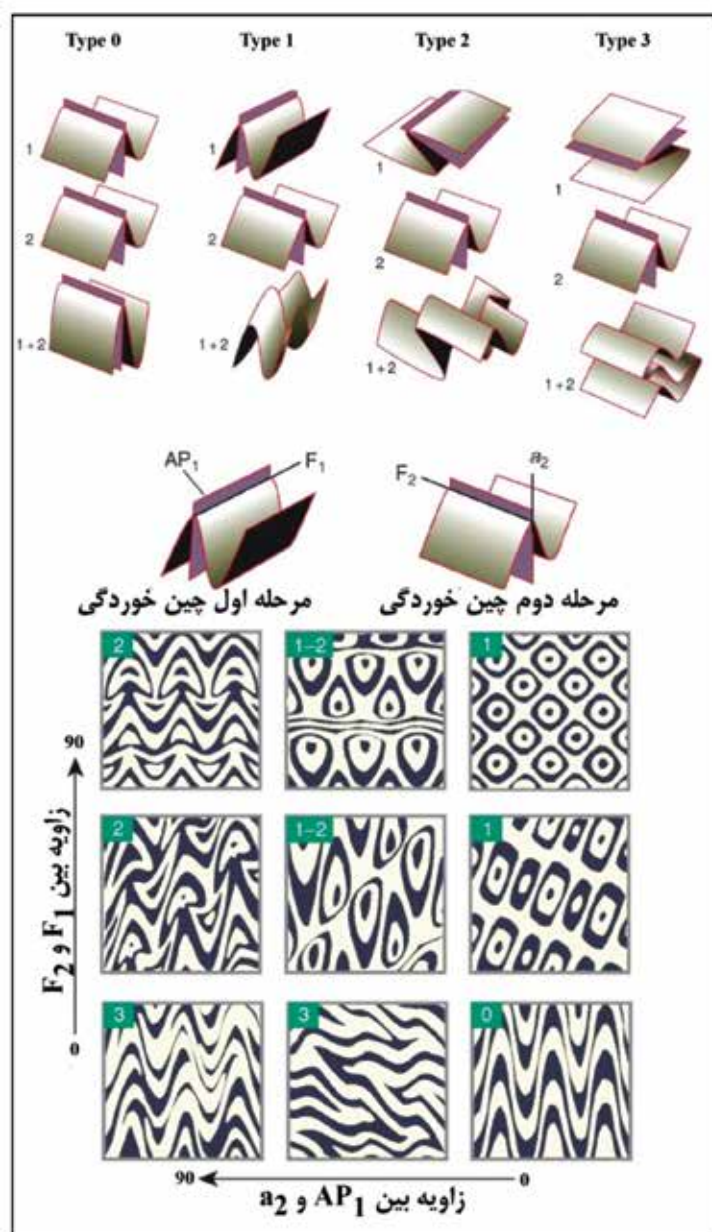 Type 0 Type 1 Type 2 Type 3
1 1 1 1
2 2 2 2
1+2 1+2 1+2 1+2
AP₁ F₁ F₂ a₂
مرحله اول چین خوردگی مرحله دوم چین خوردگی
2 1-2 1
90
2 1-2 1
زاویه بین F₁ و F₂
3 3 0
0
90 0
زاویه بین AP₁ و a₂